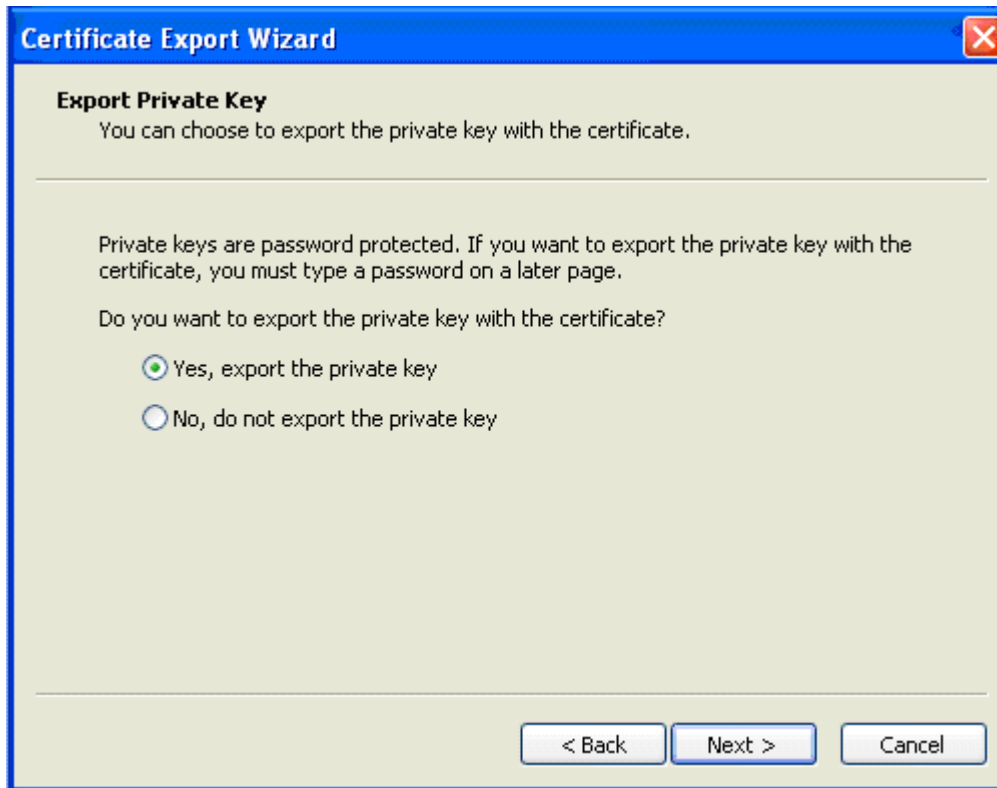 Certificate Export Wizard
Export Private Key
You can choose to export the private key with the certificate.
Private keys are password protected. If you want to export the private key with the
certificate, you must type a password on a later page.
Do you want to export the private key with the certificate?
Yes, export the private key
No, do not export the private key
< Back Next > Cancel